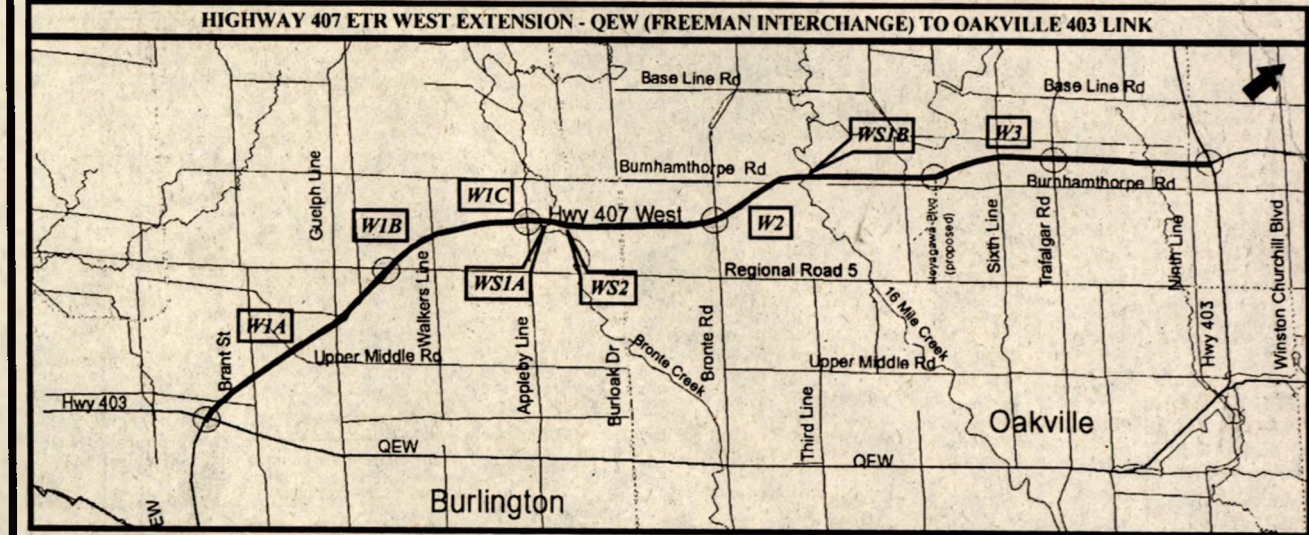 HIGHWAY 407 ETR WEST EXTENSION - QEW (FREEMAN INTERCHANGE) TO OAKVILLE 403 LINK
Base Line Rd
Base Line Rd
WS1B
W3
Guelph Line
Burnhamthorpe Rd
Burnhamthorpe Rd
W1C
W1B
Hwy 407 West
W2
Neyagawa Blvd.
(proposed)
Sixth Line
Trafalgar Rd
Ninth Line
Winston Churchill Blvd
Walkers Line
WS1A
WS2
Regional Road 5
W1A
Brant St
Upper Middle Rd
Appleby Line
Burloak Dr
Bronte Creek
Bronte Rd
16 Mile Creek
Upper Middle Rd
Hwy 403
Hwy 403
Third Line
Oakville
QEW
QEW
Burlington
EW